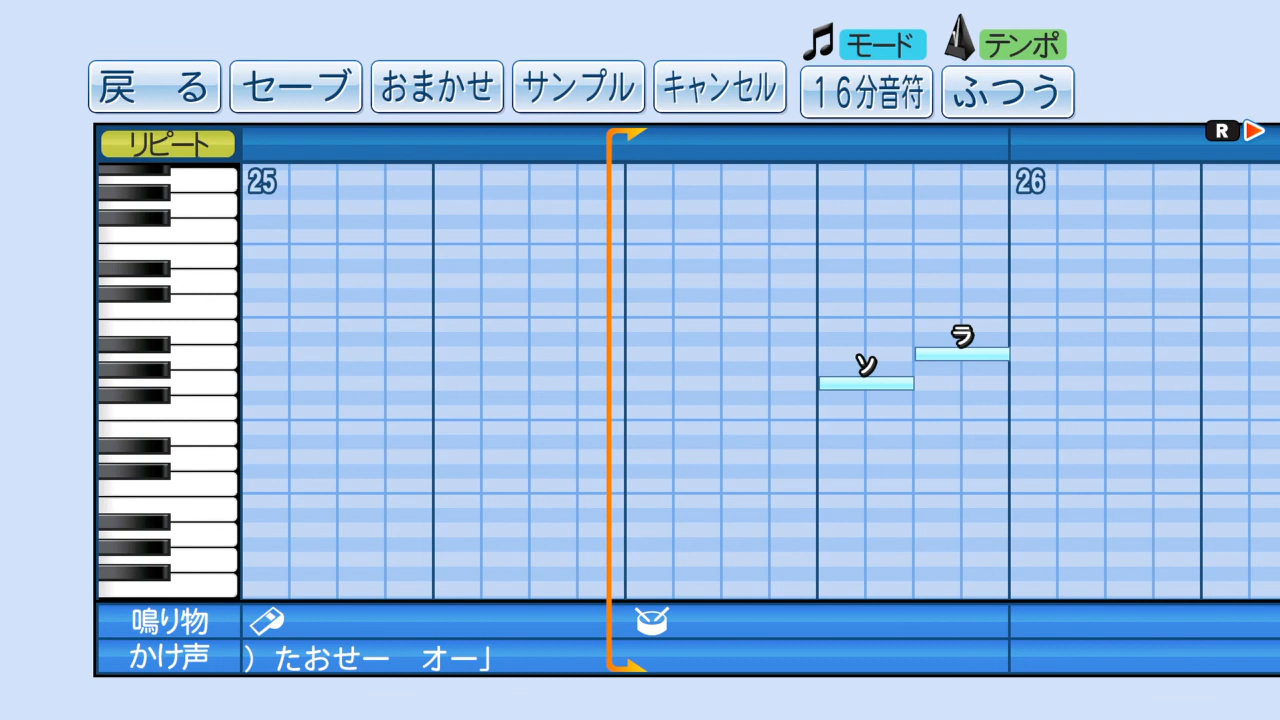 モード テンポ
戻る セーブ おまかせ サンプル キャンセル 16分音符 ふつう
リピート R
25 26
ラ
ソ
鳴り物
かけ声 ）たおせー　オー」